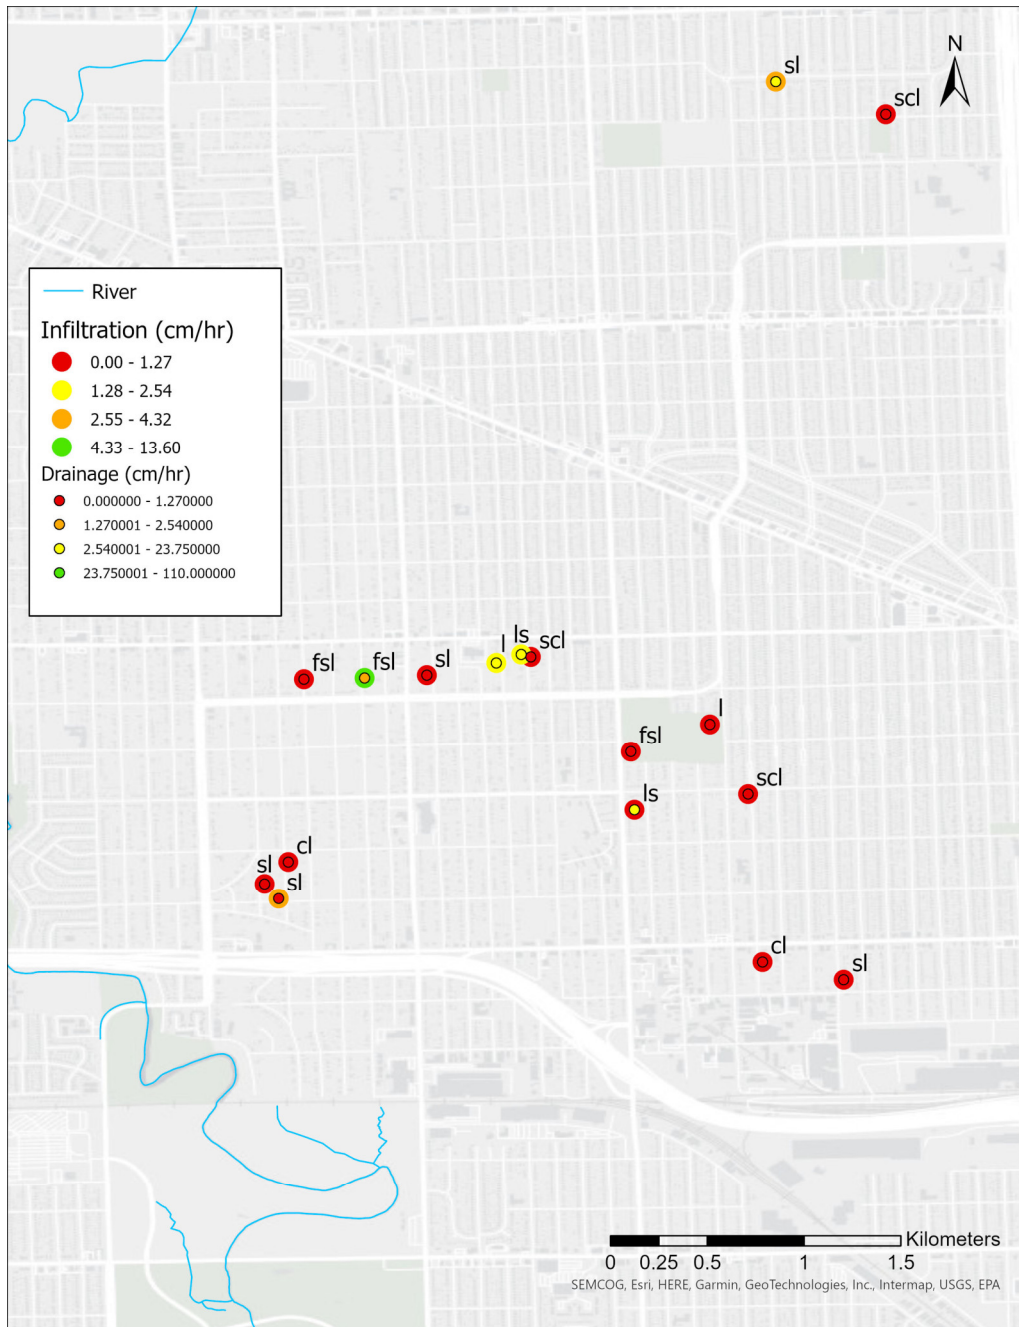 sl
N
scl
River
Infiltration (cm/hr)
0.00 - 1.27
1.28 - 2.54
2.55 - 4.32
4.33 - 13.60
Drainage (cm/hr)
0.000000 - 1.270000
1.270001 - 2.540000
2.540001 - 23.750000
23.750001 - 110.000000
fsl
fsl
sl
l
ls
scl
l
fsl
scl
ls
cl
sl
sl
cl
sl
Kilometers
0 0.25 0.5 1 1.5
SEMCOG, Esri, HERE, Garmin, GeoTechnologies, Inc., Intermap, USGS, EPA